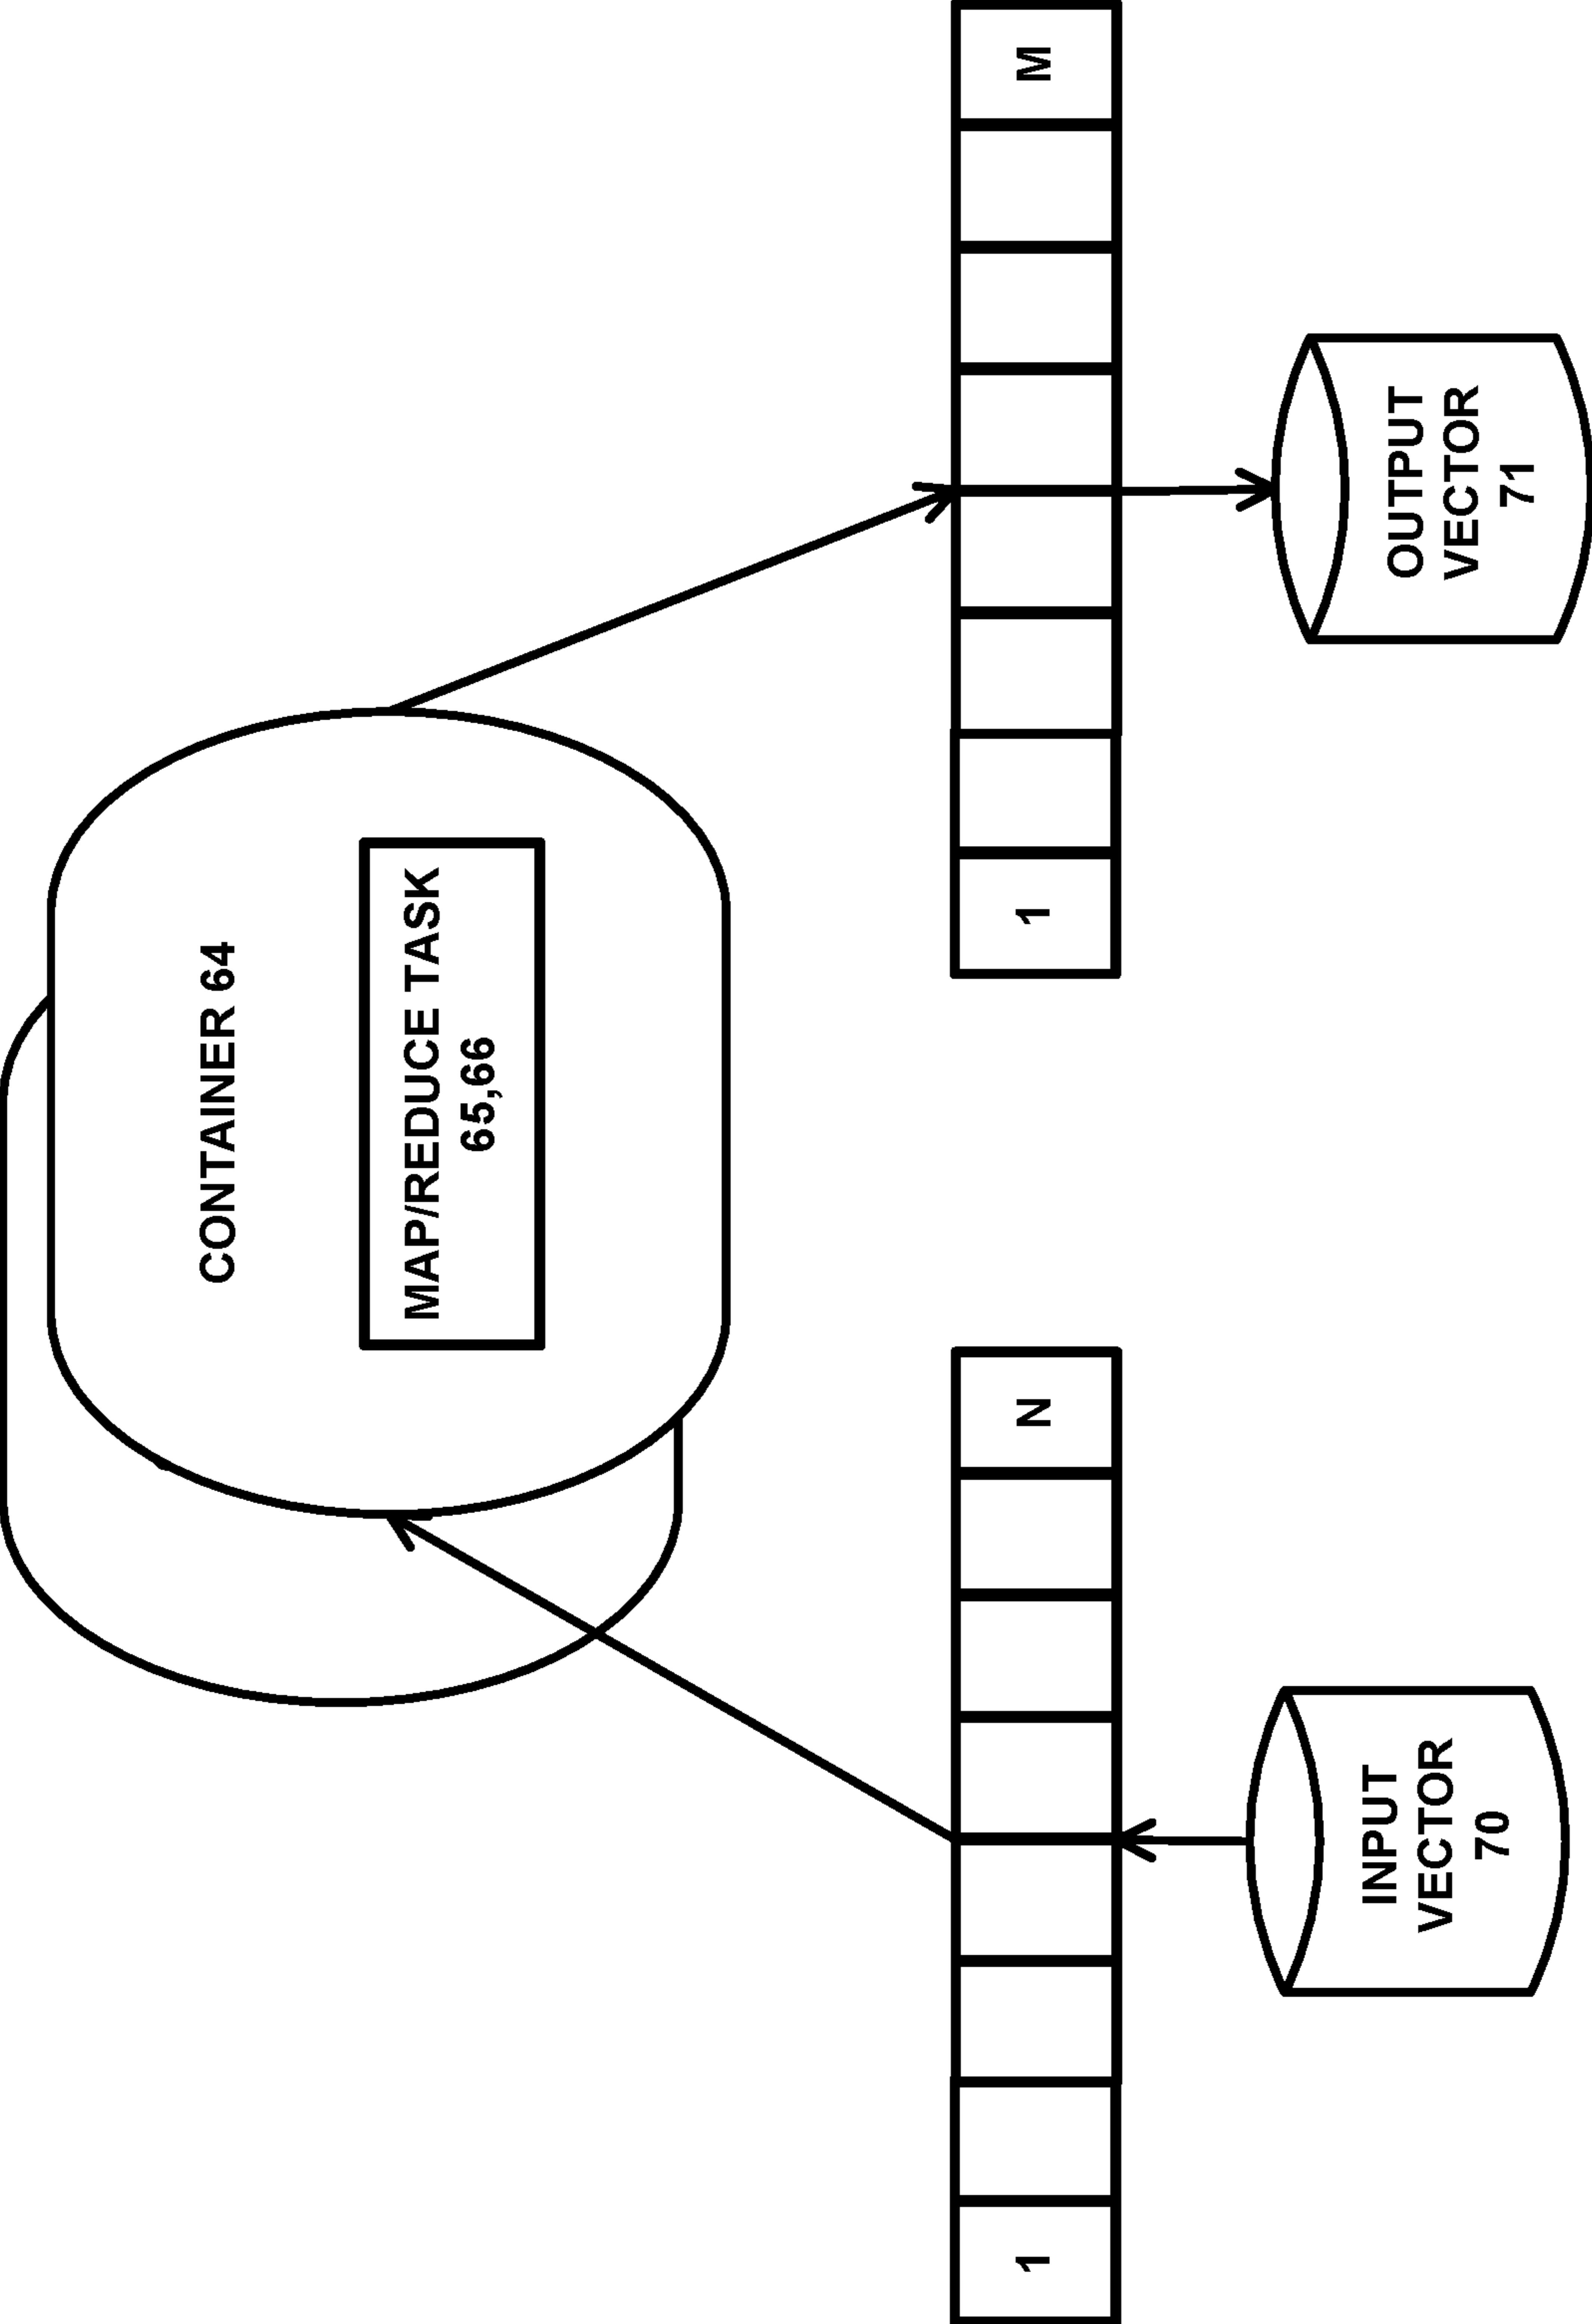 CONTAINER 64
MAP/REDUCE TASK
65,66
1
N
1
M
INPUT
VECTOR
70
OUTPUT
VECTOR
71